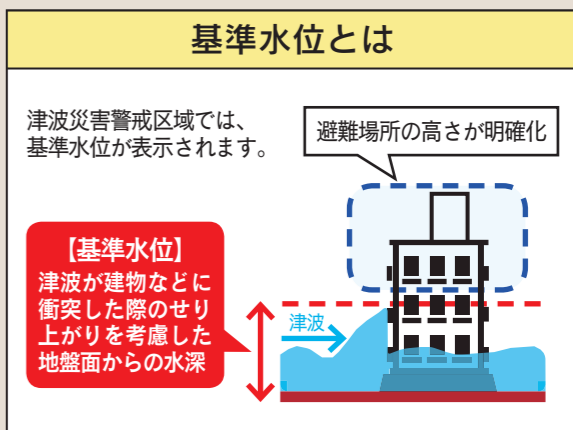 基準水位とは
津波災害警戒区域では、
基準水位が表示されます。
避難場所の高さが明確化
【基準水位】
津波が建物などに
衝突した際のせり
上がりを考慮した
地盤面からの水深
津波